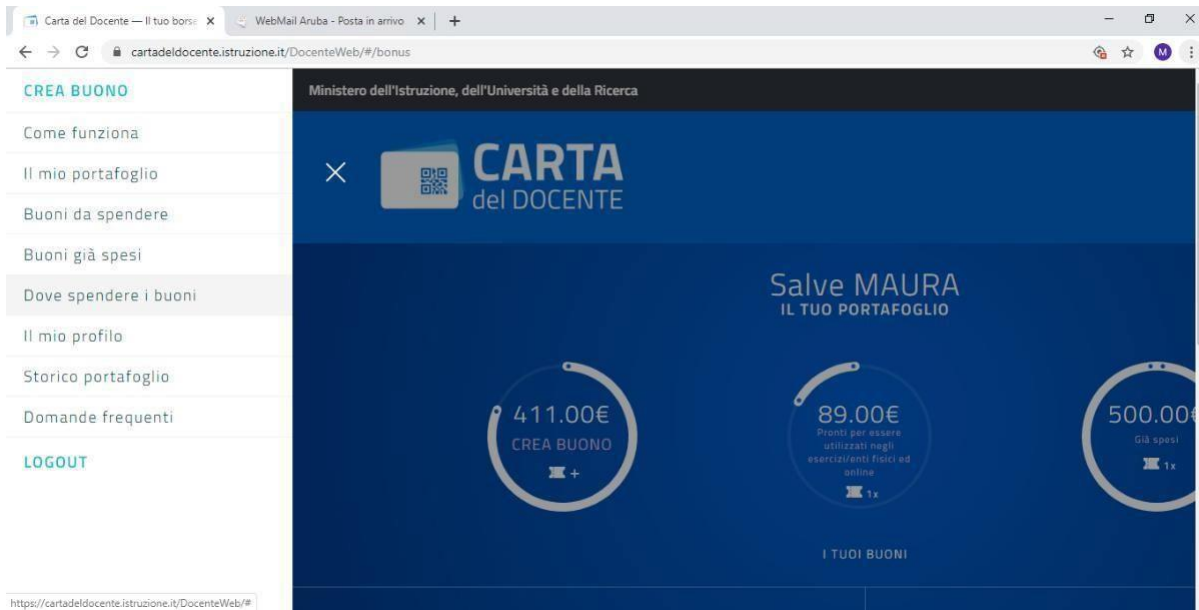 Carta del Docente — Il tuo borse
WebMail Aruba - Posta in arrivo
cartadeldocente.istruzione.it/DocenteWeb/#/bonus
M
CREA BUONO
Come funziona
Il mio portafoglio
Buoni da spendere
Buoni già spesi
Dove spendere i buoni
Il mio profilo
Storico portafoglio
Domande frequenti
LOGOUT
https://cartadeldocente.istruzione.it/DocenteWeb/#
Ministero dell'Istruzione, dell'Università e della Ricerca
CARTA
del DOCENTE
Salve MAURA
IL TUO PORTAFOGLIO
411.00€
CREA BUONO
+
89.00€
Pronti per essere
utilizzati negli
esercizi/enti fisici ed
online
1x
500.00€
Già spesi
1x
I TUOI BUONI